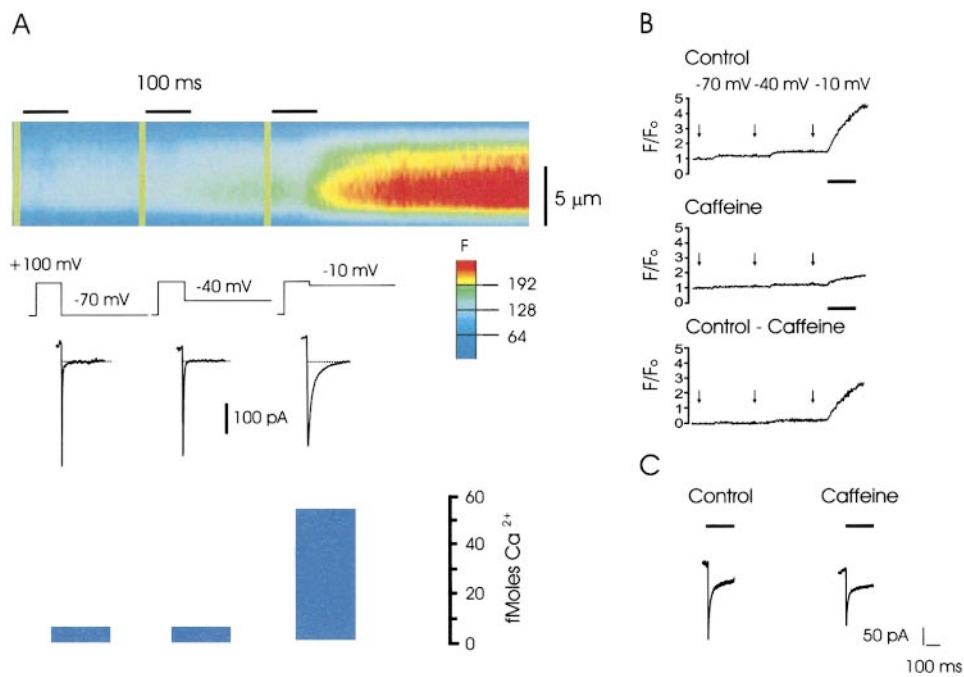 A
100 ms
5 μm
F
192
128
64
+100 mV
-70 mV
-40 mV
-10 mV
100 pA
60
40
20
0
fMoles Ca²⁺
B
Control
-70 mV -40 mV -10 mV
5
4
3
2
1
0
F/Fo
Caffeine
5
4
3
2
1
0
F/Fo
Control - Caffeine
5
4
3
2
1
0
F/Fo
C
Control
Caffeine
50 pA
100 ms